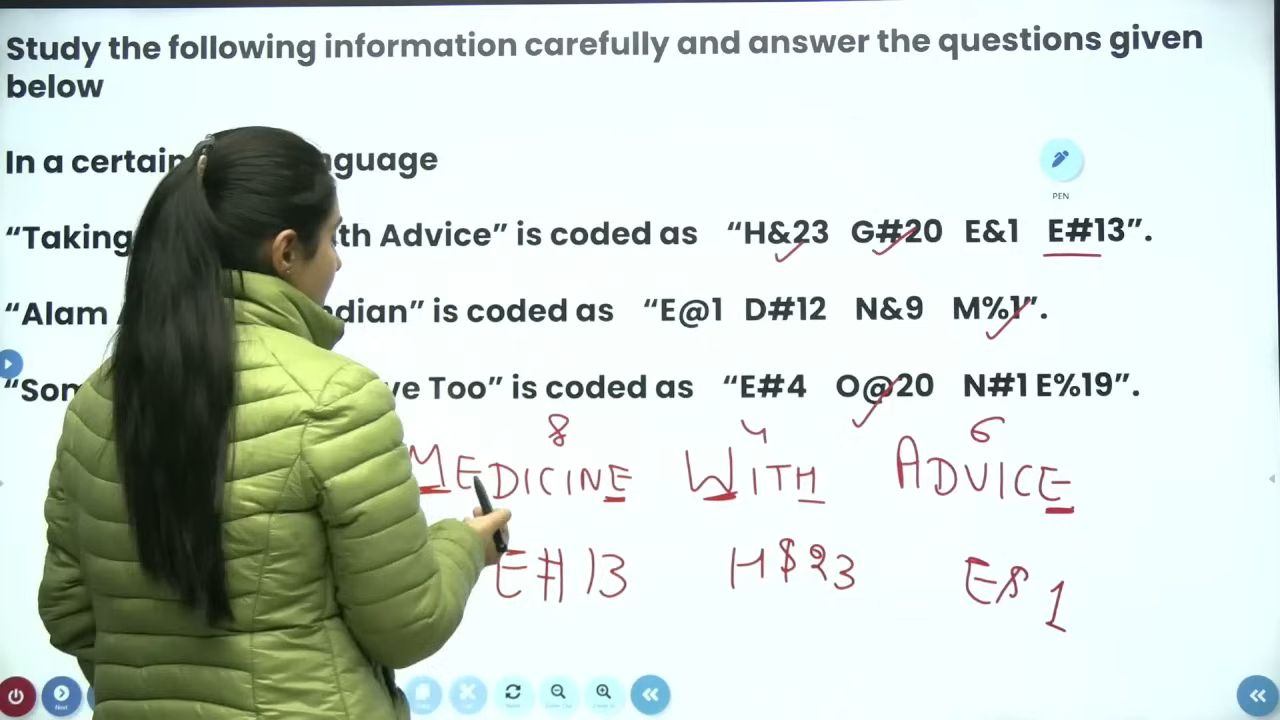 Study the following information carefully and answer the questions given
below
In a certain guage
PEN
“Taking th Advice” is coded as “H&23 G#20 E&1 E#13”.
“Alam dian” is coded as “E@1 D#12 N&9 M%1”.
“Som ve Too” is coded as “E#4 O@20 N#1 E%19”.
8 4 6
MEDICINE WITH ADVICE
E#13 H$23 E& 1
Next